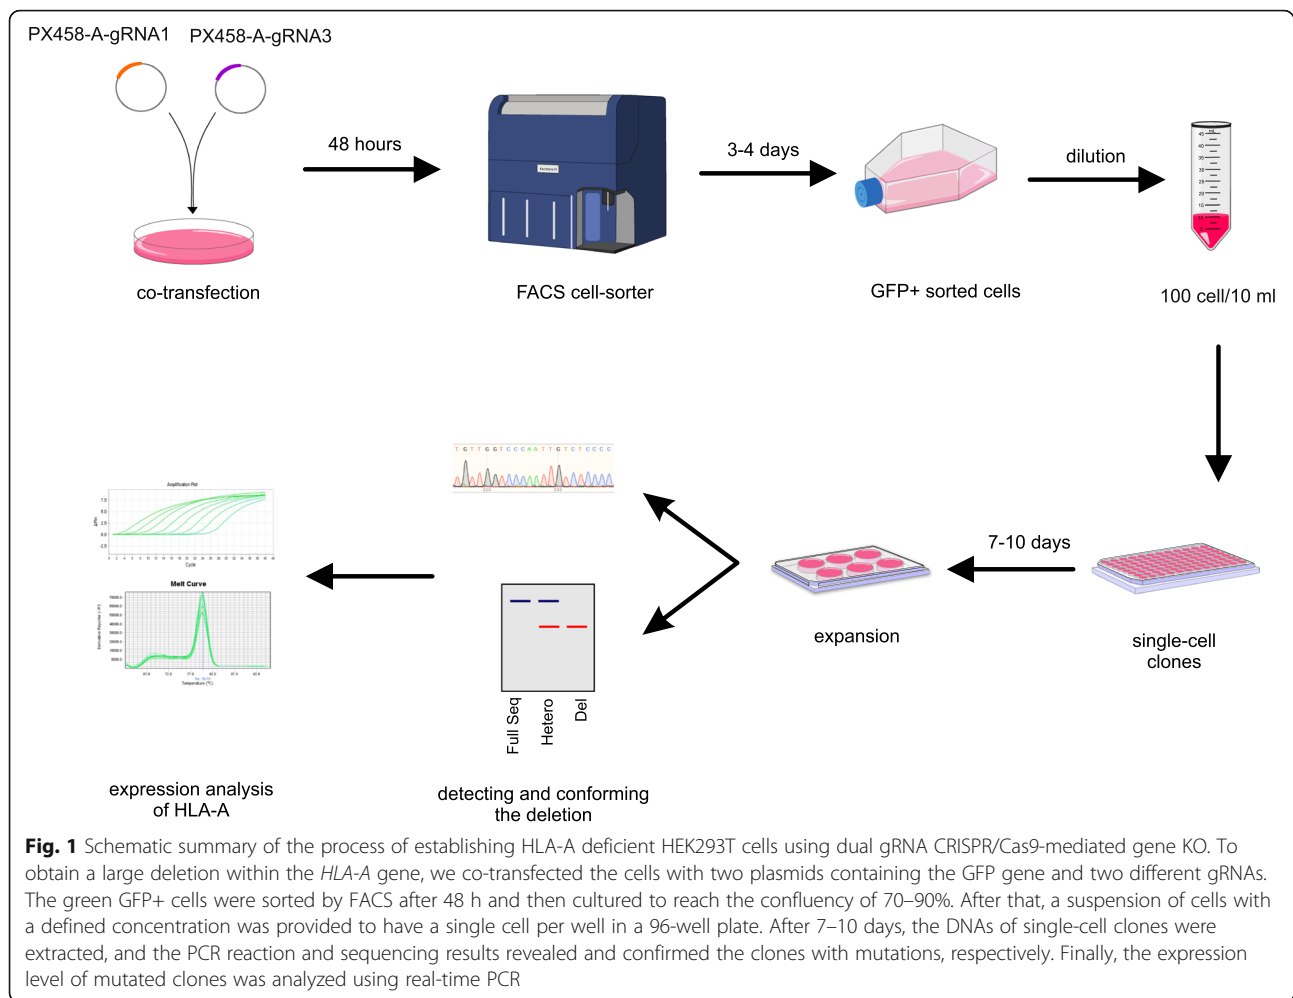 PX458-A-gRNA1 PX458-A-gRNA3
48 hours
3-4 days
dilution
co-transfection
FACS cell-sorter
GFP+ sorted cells
100 cell/10 ml
7-10 days
single-cell
clones
expansion
T G T T G G T C C C A A T T G T C T C C C C
Full Seq
Hetero
Del
detecting and conforming
the deletion
Amplification Plot
Cycle
Melt Curve
Temperature (°C)
expression analysis
of HLA-A
Fig. 1 Schematic summary of the process of establishing HLA-A deficient HEK293T cells using dual gRNA CRISPR/Cas9-mediated gene KO. To
obtain a large deletion within the HLA-A gene, we co-transfected the cells with two plasmids containing the GFP gene and two different gRNAs.
The green GFP+ cells were sorted by FACS after 48 h and then cultured to reach the confluency of 70–90%. After that, a suspension of cells with
a defined concentration was provided to have a single cell per well in a 96-well plate. After 7–10 days, the DNAs of single-cell clones were
extracted, and the PCR reaction and sequencing results revealed and confirmed the clones with mutations, respectively. Finally, the expression
level of mutated clones was analyzed using real-time PCR